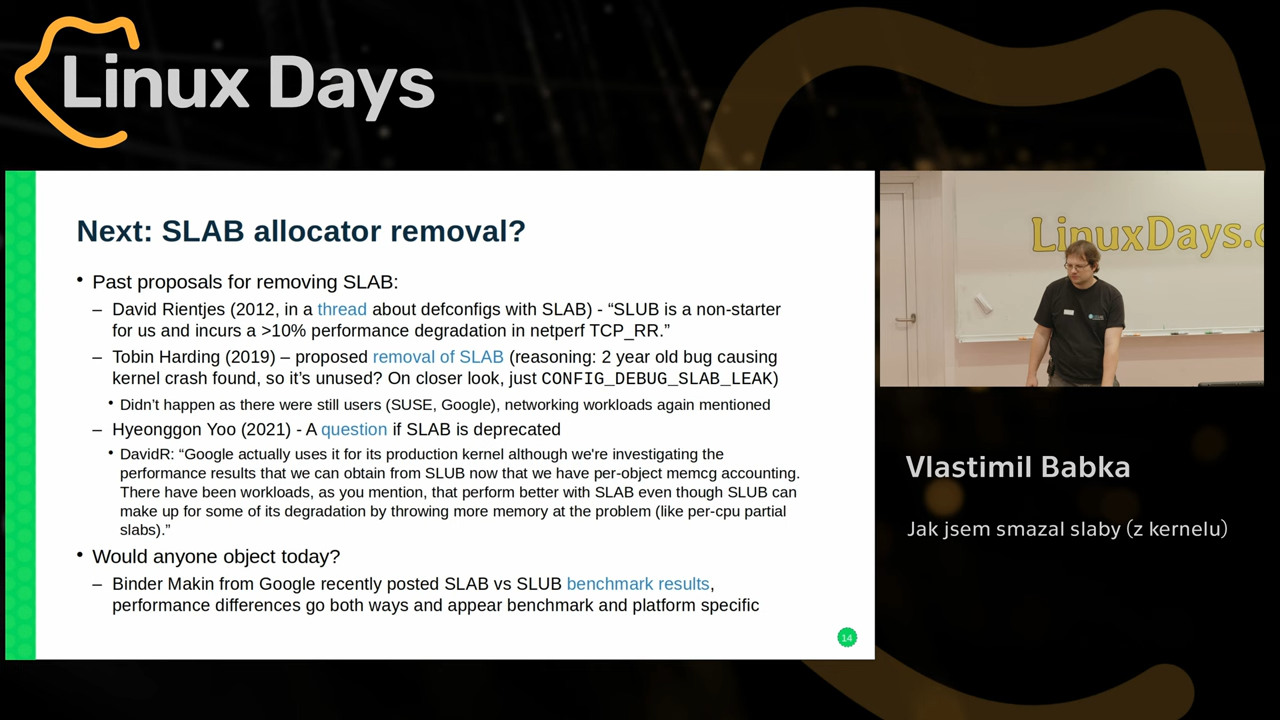 Linux Days
Next: SLAB allocator removal?
• Past proposals for removing SLAB:
– David Rientjes (2012, in a thread about defconfigs with SLAB) - “SLUB is a non-starter
for us and incurs a >10% performance degradation in netperf TCP_RR.”
– Tobin Harding (2019) – proposed removal of SLAB (reasoning: 2 year old bug causing
kernel crash found, so it’s unused? On closer look, just CONFIG_DEBUG_SLAB_LEAK)
• Didn’t happen as there were still users (SUSE, Google), networking workloads again mentioned
– Hyeonggon Yoo (2021) - A question if SLAB is deprecated
• DavidR: “Google actually uses it for its production kernel although we're investigating the
performance results that we can obtain from SLUB now that we have per-object memcg accounting.
There have been workloads, as you mention, that perform better with SLAB even though SLUB can
make up for some of its degradation by throwing more memory at the problem (like per-cpu partial
slabs).”
• Would anyone object today?
– Binder Makin from Google recently posted SLAB vs SLUB benchmark results,
performance differences go both ways and appear benchmark and platform specific
14
LinuxDays.c
Vlastimil Babka
Jak jsem smazal slaby (z kernelu)